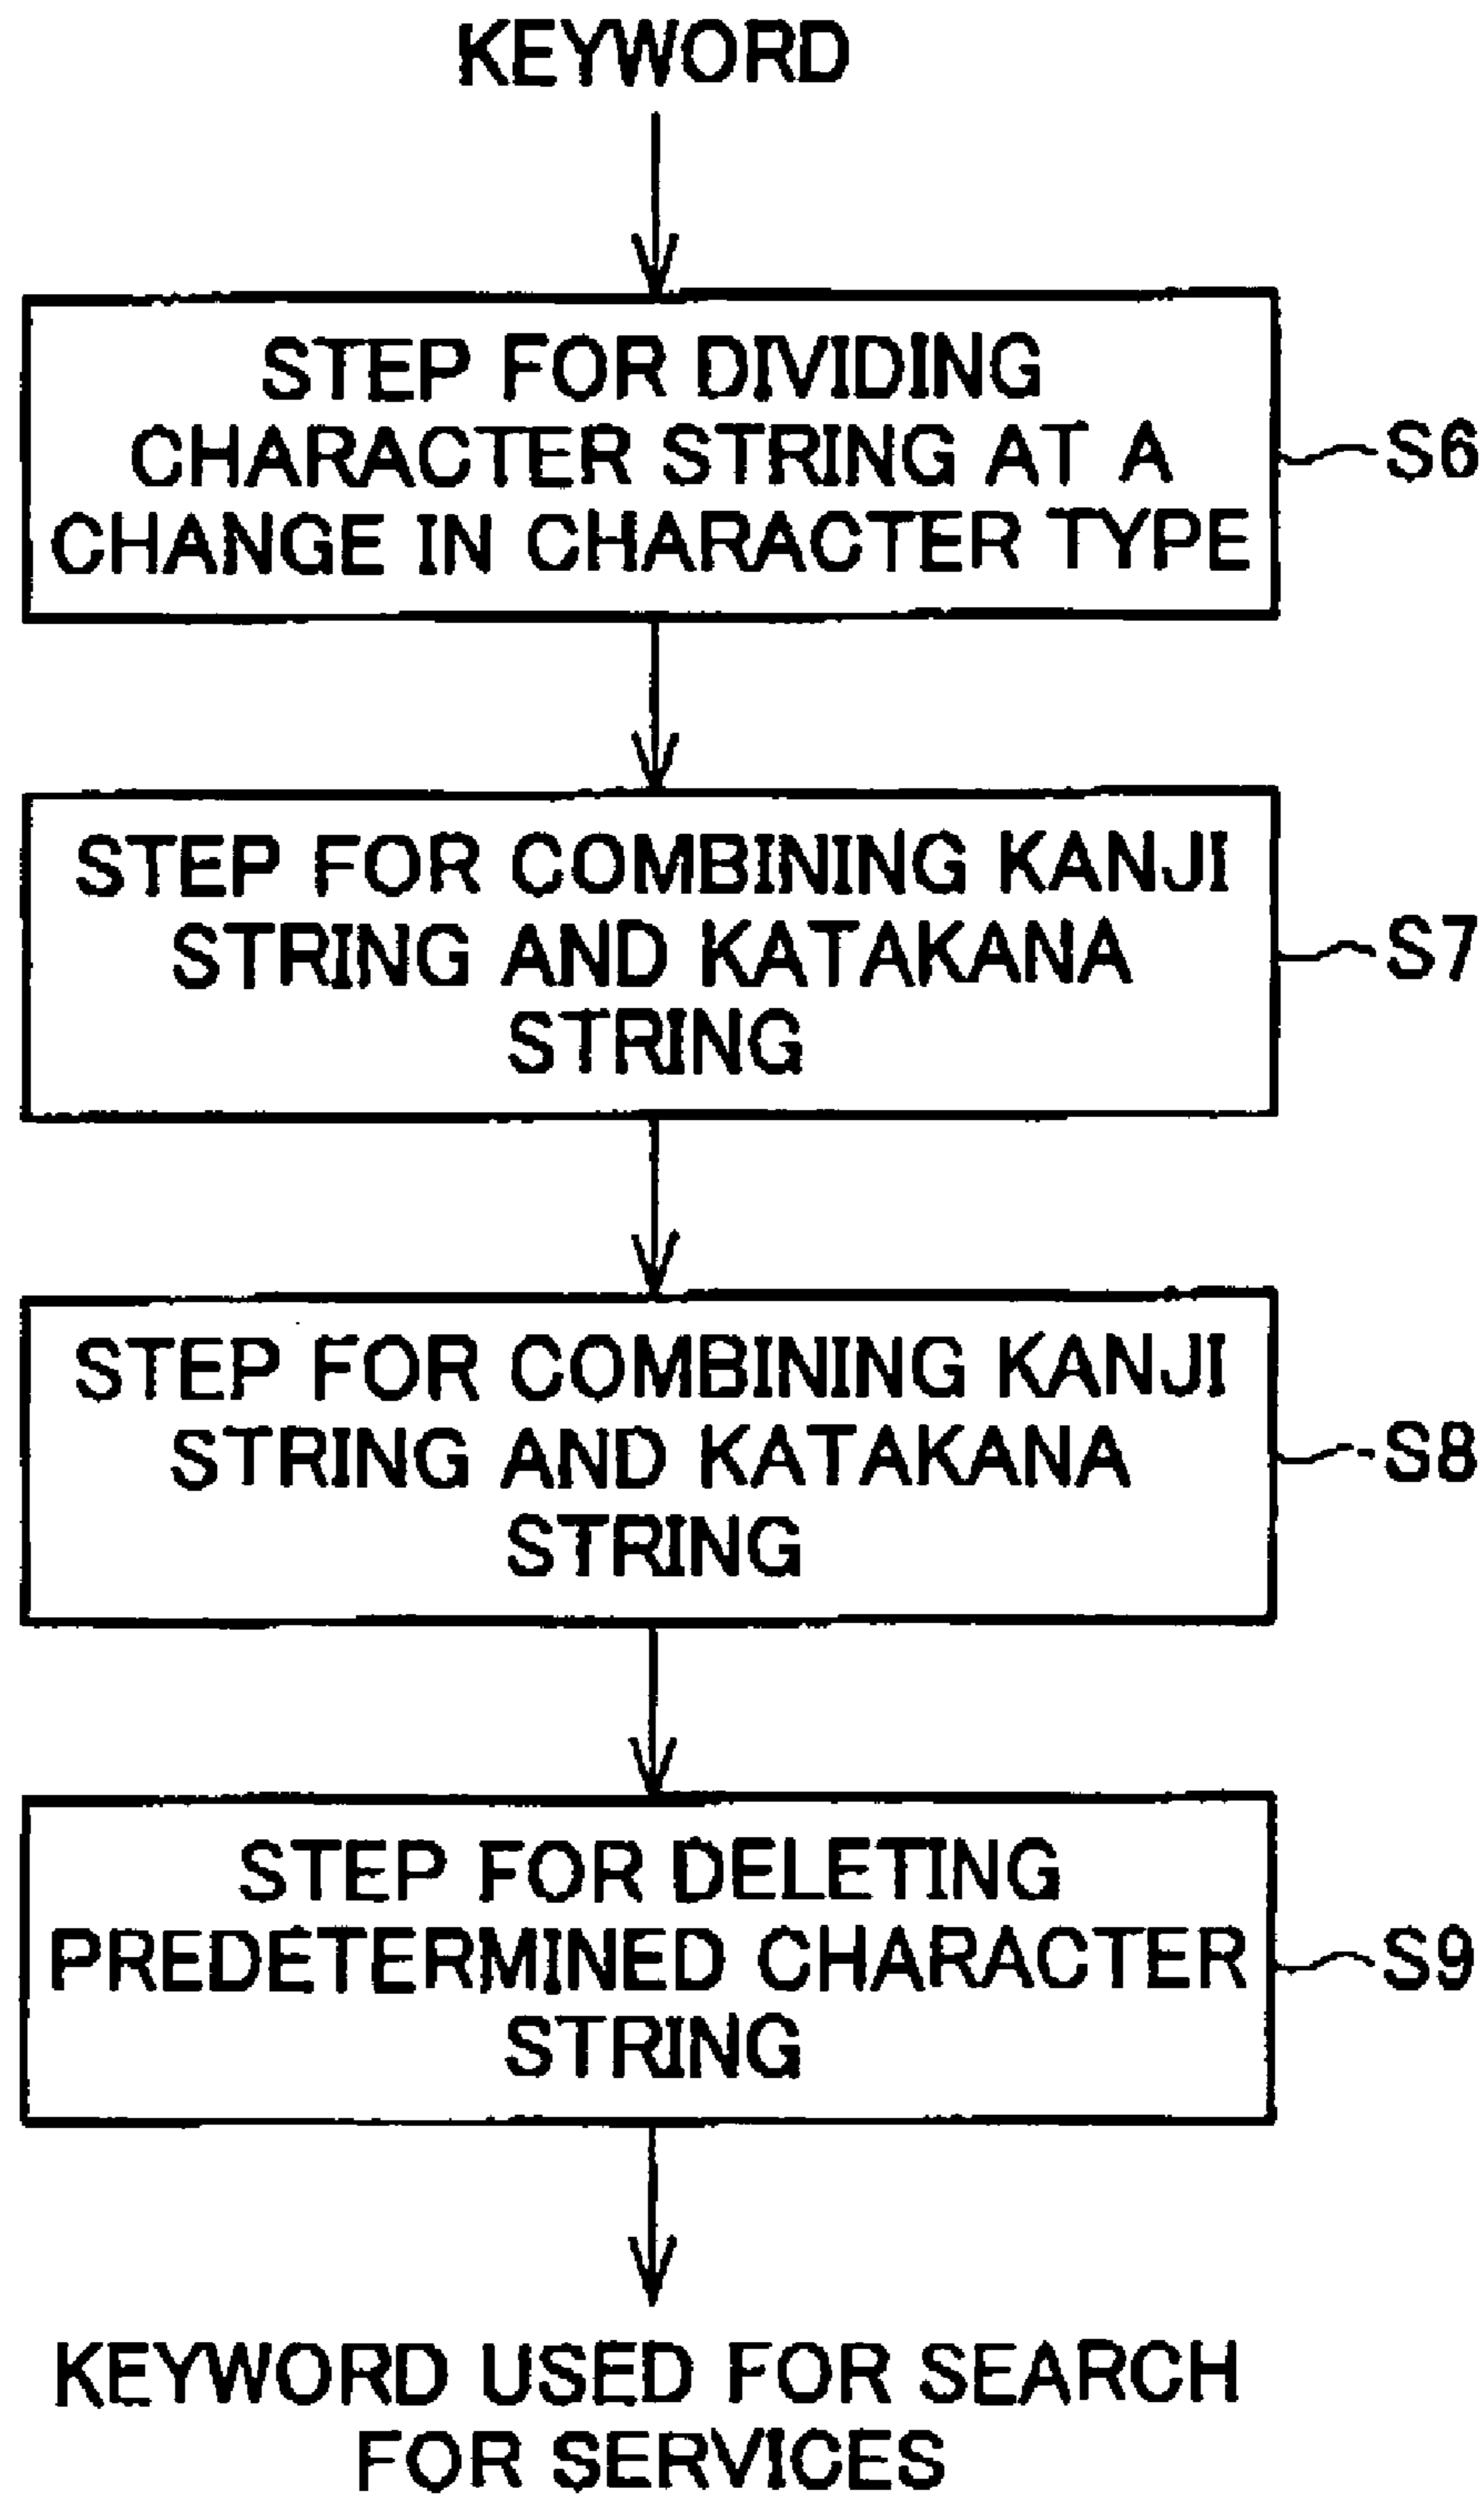 KEYWORD
STEP FOR DIVIDING
CHARACTER STRING AT A
CHANGE IN CHARACTER TYPE
S6
STEP FOR COMBINING KANJI
STRING AND KATAKANA
STRING
S7
STEP FOR COMBINING KANJI
STRING AND KATAKANA
STRING
S8
STEP FOR DELETING
PREDETERMINED CHARACTER
STRING
S9
KEYWORD USED FOR SEARCH
FOR SERVICES